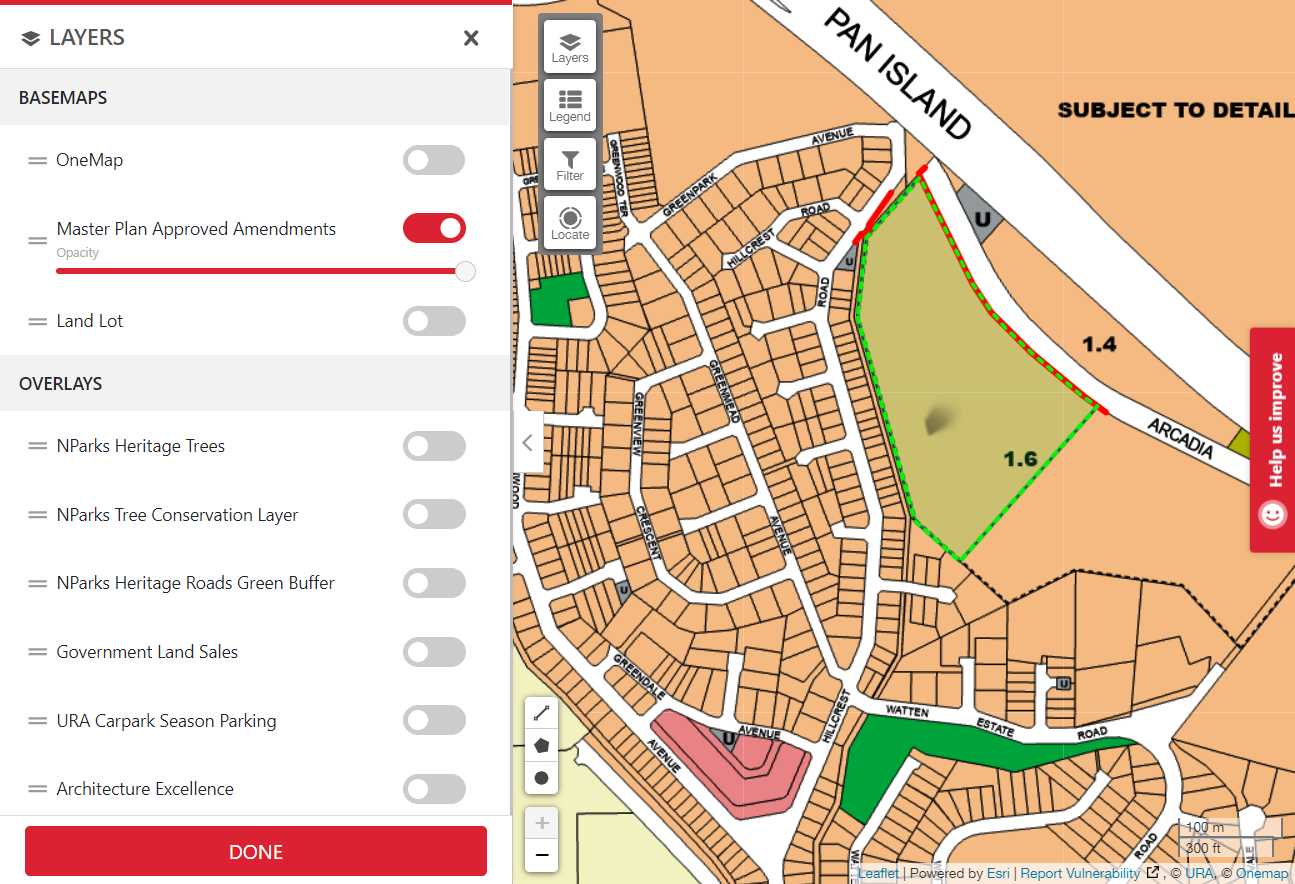 LAYERS
BASEMAPS
OneMap
Master Plan Approved Amendments
Opacity
Land Lot
OVERLAYS
NParks Heritage Trees
NParks Tree Conservation Layer
NParks Heritage Roads Green Buffer
Government Land Sales
URA Carpark Season Parking
Architecture Excellence
DONE
Layers
Legend
Filter
Locate
PAN ISLAND
SUBJECT TO DETAIL
AVENUE
GREENWOOD TER
GREENPARK
ROAD
HILLCREST
U
U
ROAD
1.4
GREENMEAD
GREENVIEW
ARCADIA
1.6
Help us improve
CRESCENT
AVENUE
U
GREENDALE
U
HILLCREST
WATTEN
ESTATE
ROAD
U
AVENUE
AVENUE
ROAD
100 m
300 ft
Leaflet | Powered by Esri | Report Vulnerability , © URA, © Onemap